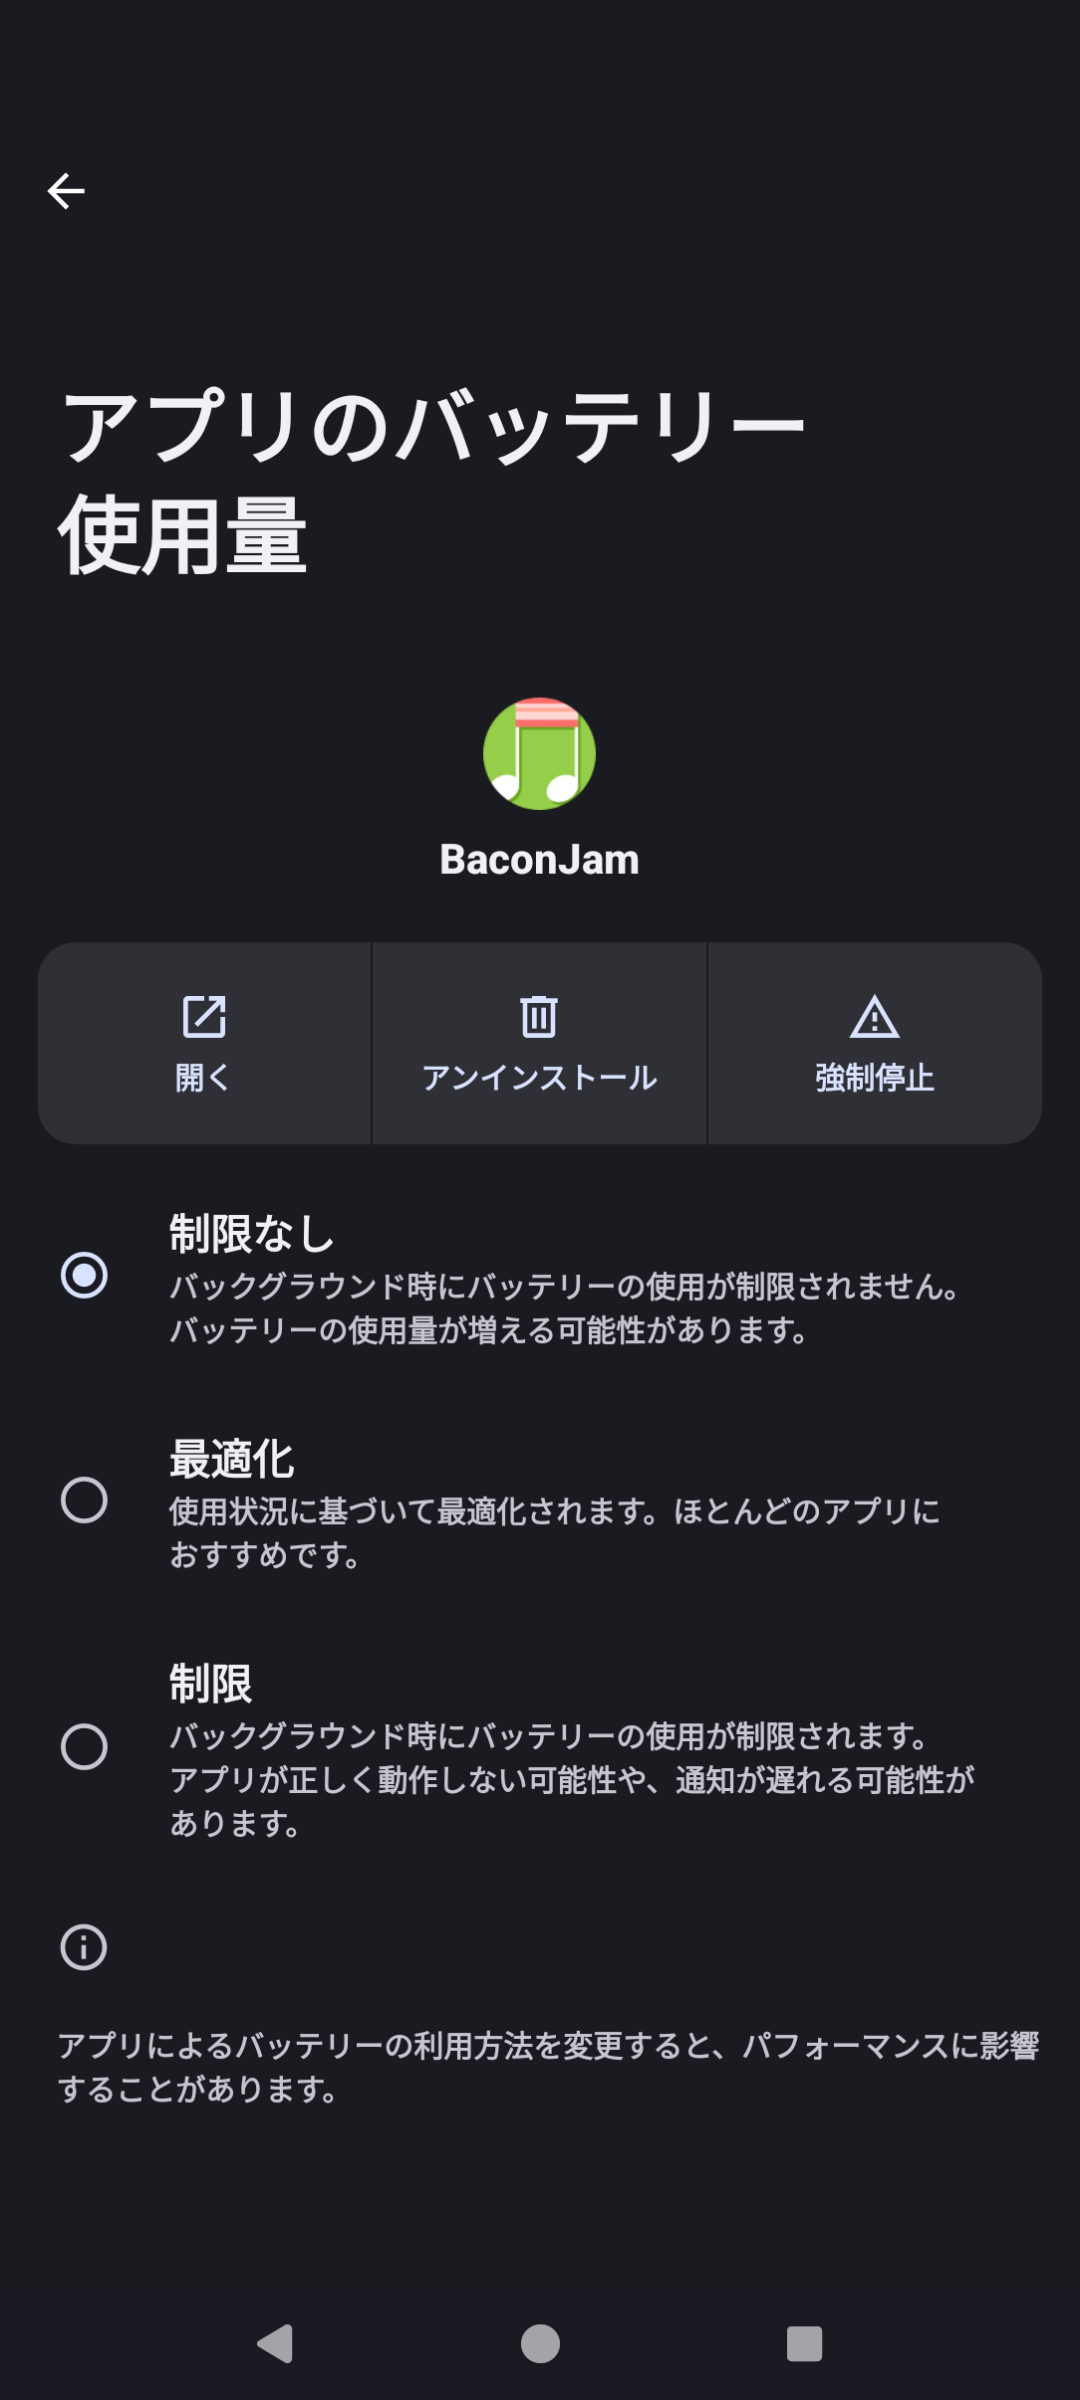 アプリのバッテリー
使用量
BaconJam
開く
アンインストール
強制停止
制限なし
バックグラウンド時にバッテリーの使用が制限されません。
バッテリーの使用量が増える可能性があります。
最適化
使用状況に基づいて最適化されます。ほとんどのアプリに
おすすめです。
制限
バックグラウンド時にバッテリーの使用が制限されます。
アプリが正しく動作しない可能性や、通知が遅れる可能性が
あります。
アプリによるバッテリーの利用方法を変更すると、パフォーマンスに影響
することがあります。